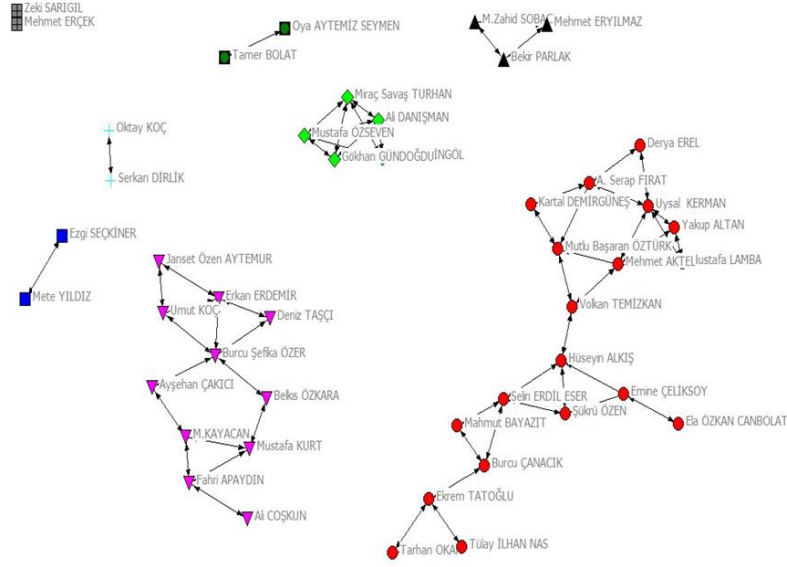 Zeki SARIGIL
Mehmet ERÇEK
Oya AYTEMİZ SEYMEN
Tamer BOLAT
M.Zahid SOBAC
Mehmet ERYILMAZ
Bekir PARLAK
Miraç Savaş TURHAN
Ali DANIŞMAN
Mustafa ÖZSEVEN
Gökhan GÜNDOĞDU
İNGÖL
Oktay KOÇ
Serkan DİRLİK
Derya EREL
A. Serap FIRAT
Kartal DEMİRGÜNEŞ
Uysal KERMAN
Yakup ALTAN
Mutlu Başaran ÖZTÜRK
Mehmet AKTEL
lustafa LAMBA
Volkan TEMİZKAN
Ezgi SEÇKİNER
Mete YILDIZ
Janset Özen AYTEMUR
Erkan ERDEMİR
Umut KOÇ
Deniz TAŞÇI
Burcu Şefika ÖZER
Ayşehan ÇAKICI
Belkıs ÖZKARA
M.KAYACAN
Mustafa KURT
Fahri APAYDIN
Ali COŞKUN
Hüseyin ALKIŞ
Selin ERDİL ESER
Emine ÇELİKSOY
Şükrü ÖZEN
Ela ÖZKAN CANBOLAT
Mahmut BAYAZIT
Burcu ÇANACIK
Ekrem TATOĞLU
Tarhan OKA
Tülay İLHAN NAS